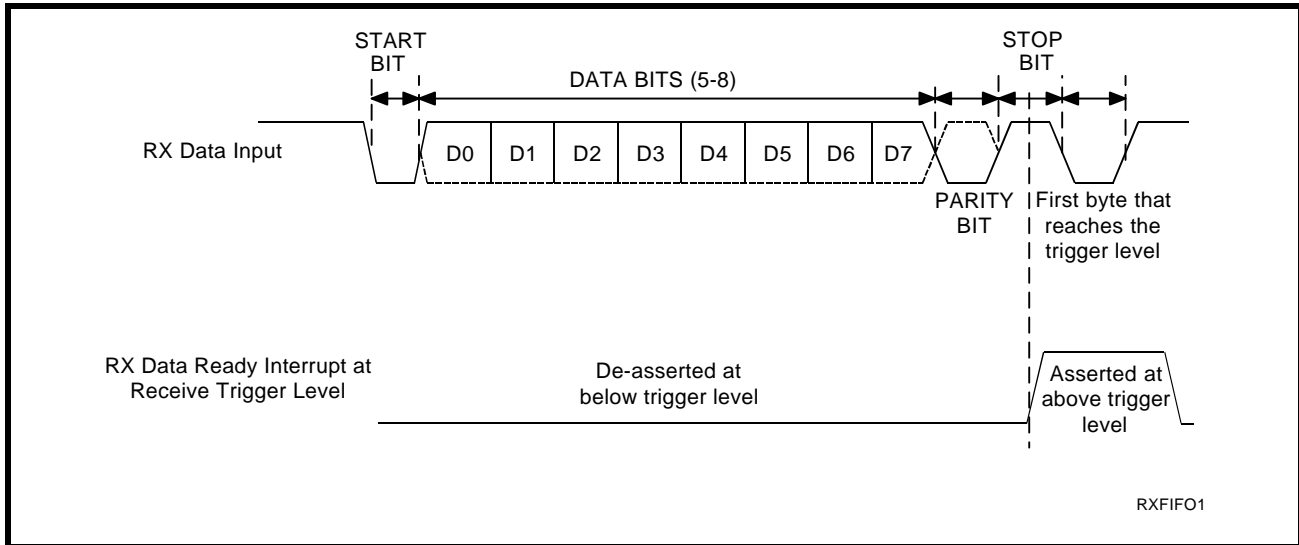 START
BIT
STOP
BIT
DATA BITS (5-8)
RX Data Input
D0 D1 D2 D3 D4 D5 D6 D7
PARITY
BIT
First byte that
reaches the
trigger level
RX Data Ready Interrupt at
Receive Trigger Level
De-asserted at
below trigger level
Asserted at
above trigger
level
RXFIFO1